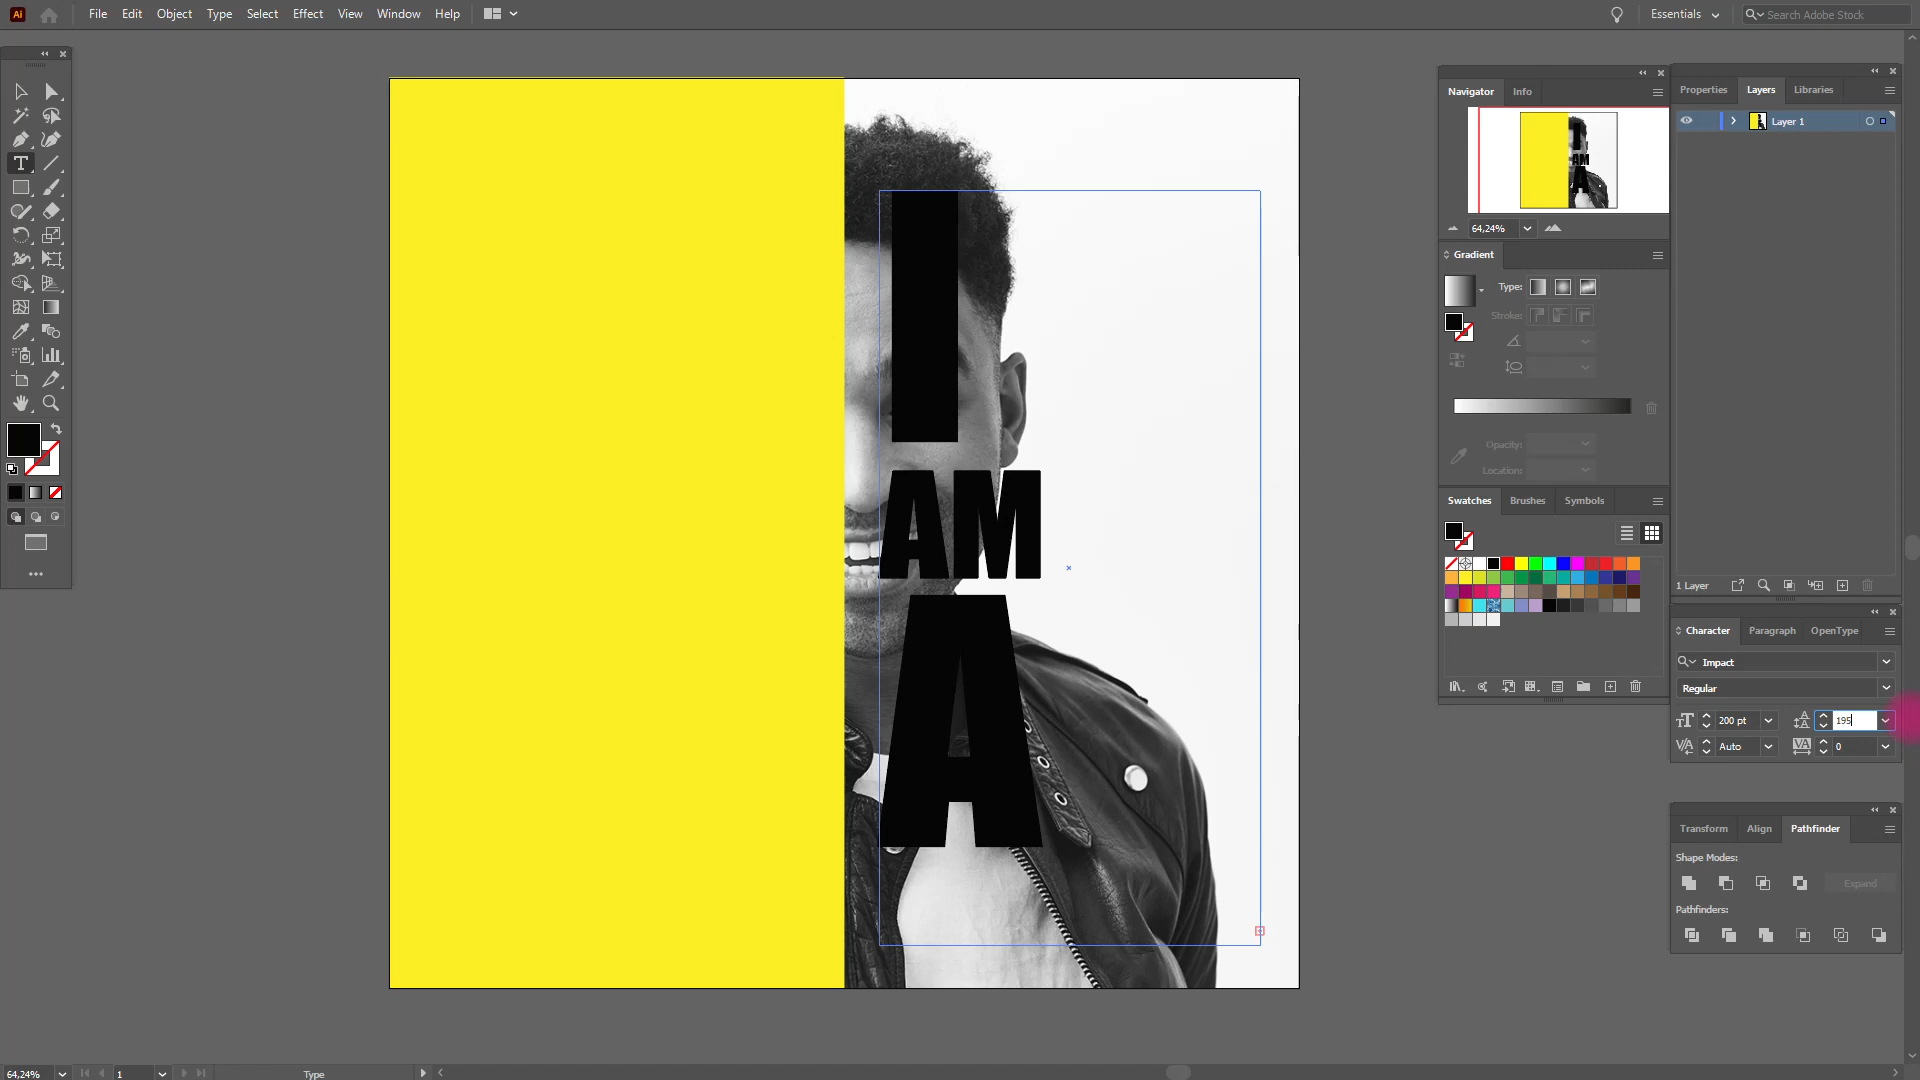 Ai File Edit Object Type Select Effect View Window Help Essentials Search Adobe Stock
Navigator Info
Properties Layers Libraries
Layer 1
64,24%
Gradient
Type:
Stroke:
Opacity:
Location:
Swatches Brushes Symbols
1 Layer
Character Paragraph OpenType
Impact
Regular
200 pt 195
Auto 0
Transform Align Pathfinder
Shape Modes:
Expand
Pathfinders:
I
AM
A
64,24% 1 Type